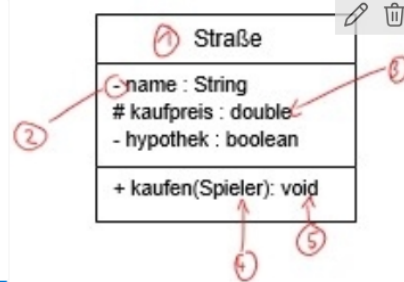 1 Straße
- name : String
2
# kaufpreis : double
3
- hypothek : boolean
+ kaufen(Spieler): void
4
5